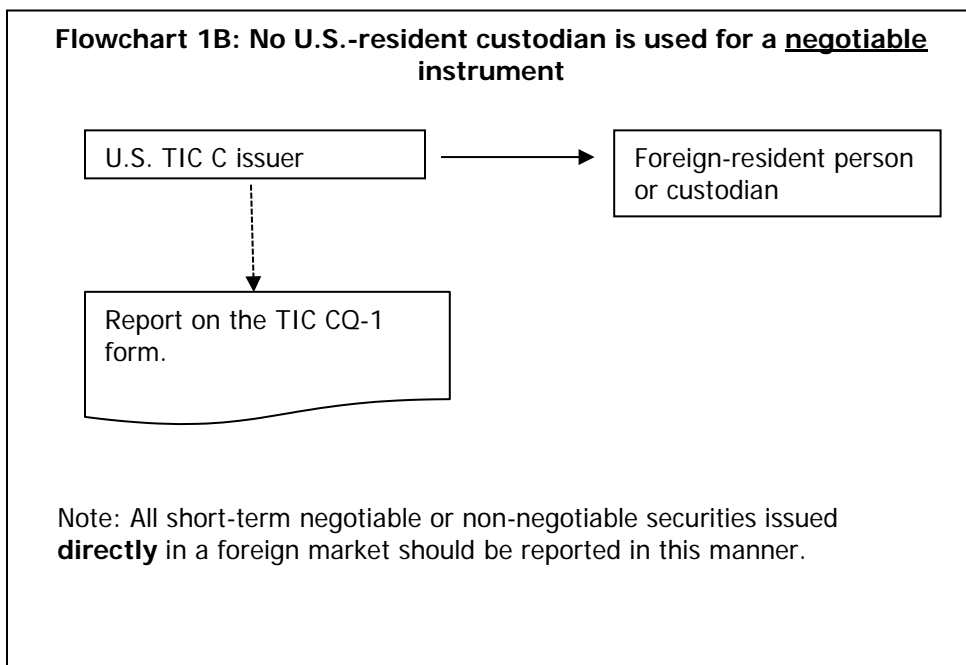 Flowchart 1B: No U.S.-resident custodian is used for a negotiable
instrument
U.S. TIC C issuer
Foreign-resident person
or custodian
Report on the TIC CQ-1
form.
Note: All short-term negotiable or non-negotiable securities issued
directly in a foreign market should be reported in this manner.